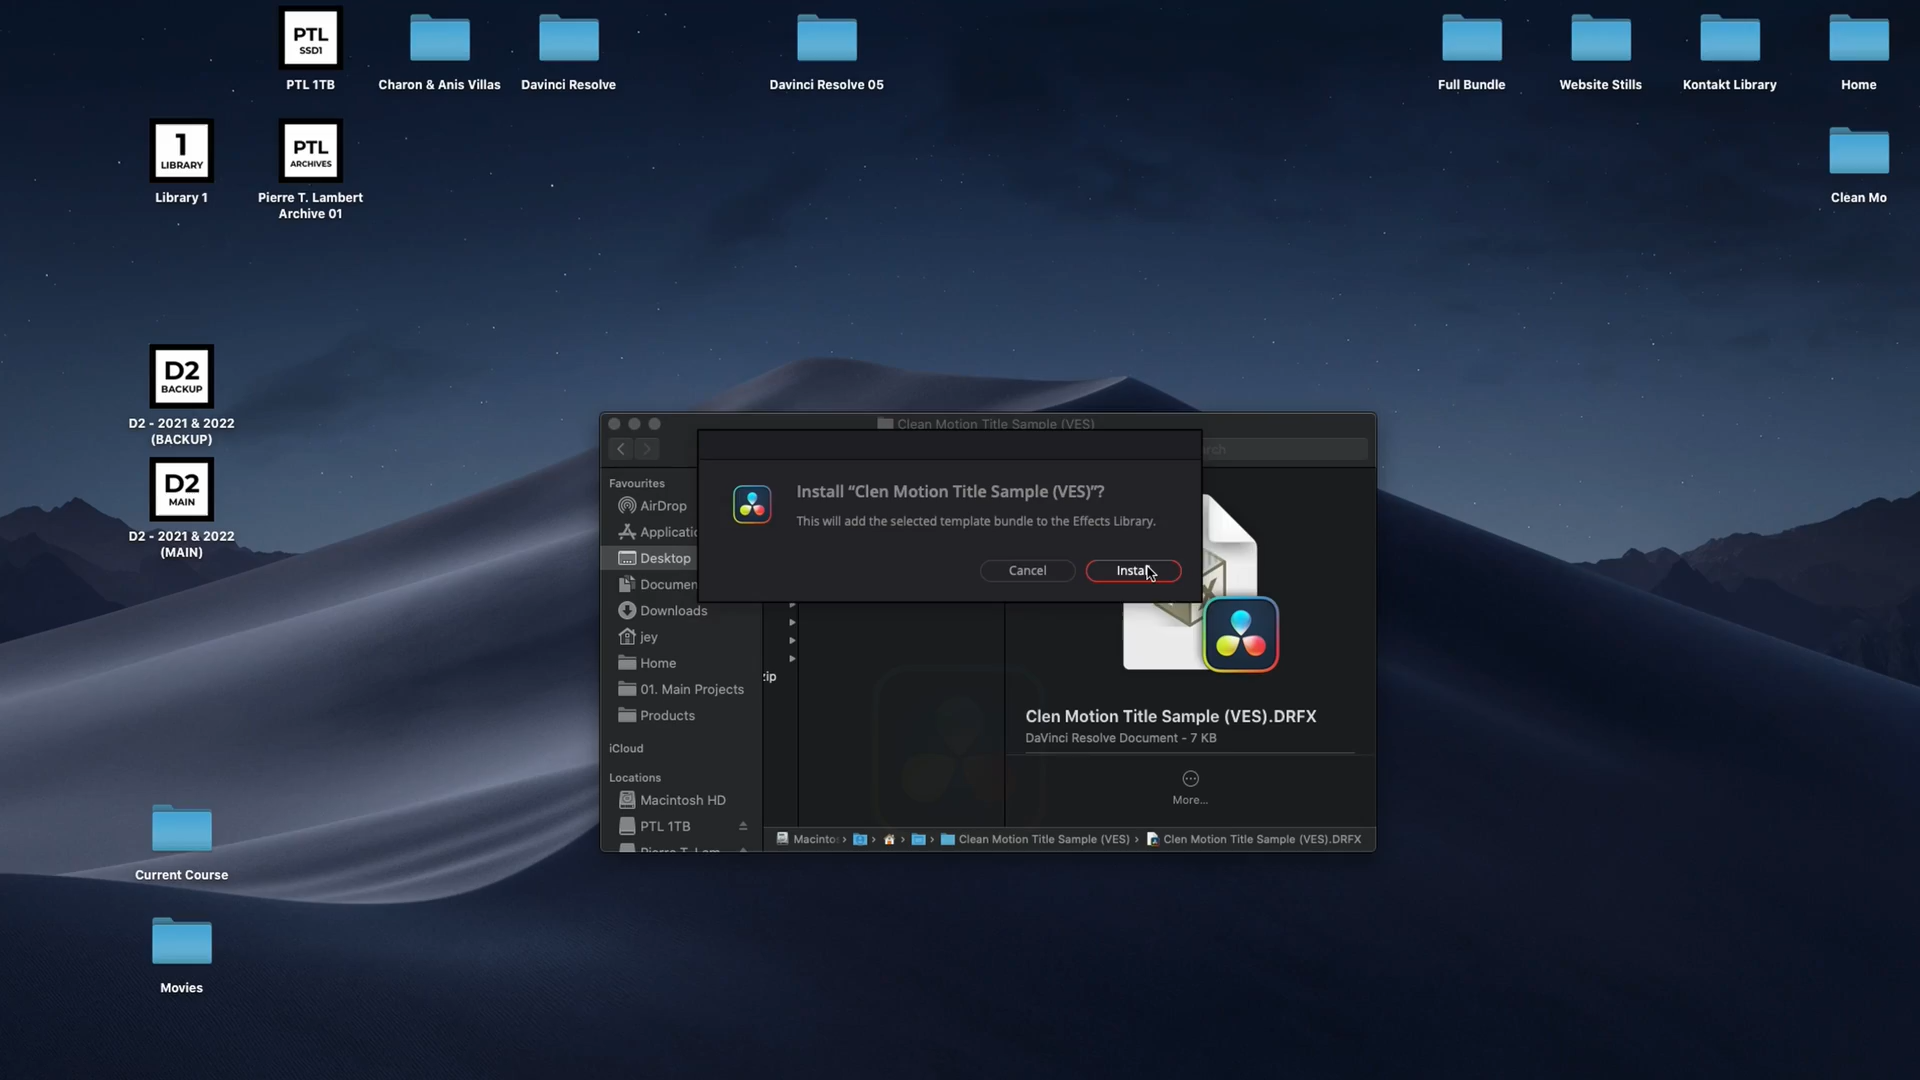 PTL
SSD1
PTL 1TB
Charon & Anis Villas
Davinci Resolve
Davinci Resolve 05
Full Bundle
Website Stills
Kontakt Library
Home
1
LIBRARY
Library 1
PTL
ARCHIVES
Pierre T. Lambert
Archive 01
Clean Mo
D2
BACKUP
D2 - 2021 & 2022
(BACKUP)
D2
MAIN
D2 - 2021 & 2022
(MAIN)
Current Course
Movies
Clean Motion Title Sample (VES)
rch
Install “Clen Motion Title Sample (VES)”?
This will add the selected template bundle to the Effects Library.
Cancel
Install
Favourites
AirDrop
Applicatio
Desktop
Documen
Downloads
jey
Home
01. Main Projects
Products
iCloud
Locations
Macintosh HD
PTL 1TB
zip
Clen Motion Title Sample (VES).DRFX
DaVinci Resolve Document - 7 KB
More...
Macinto
Clean Motion Title Sample (VES)
Clen Motion Title Sample (VES).DRFX